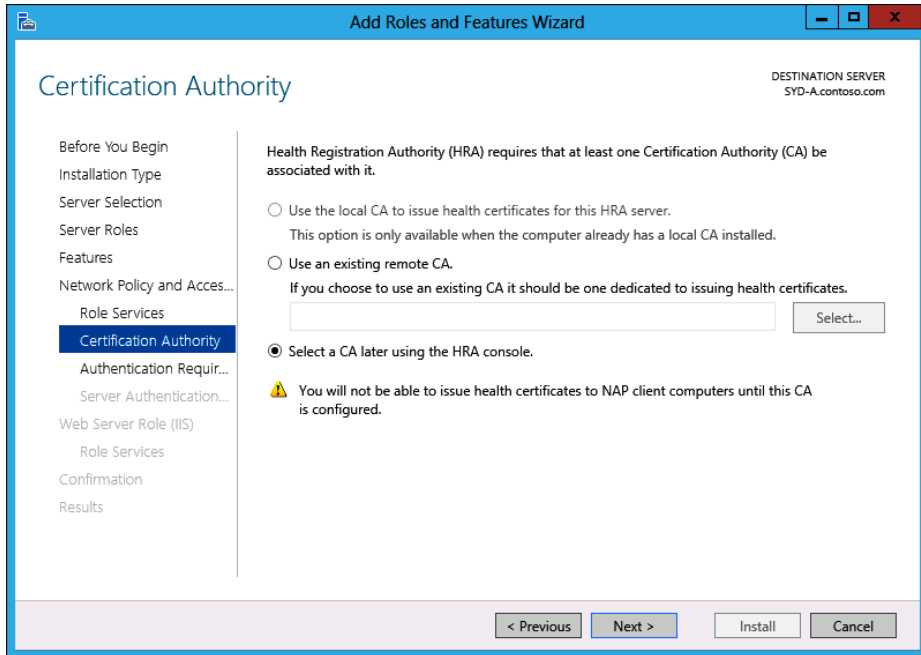 Add Roles and Features Wizard
Certification Authority
DESTINATION SERVER
SYD-A.contoso.com
Before You Begin
Installation Type
Server Selection
Server Roles
Features
Network Policy and Acces...
Role Services
Certification Authority
Authentication Requir...
Server Authentication...
Web Server Role (IIS)
Role Services
Confirmation
Results
Health Registration Authority (HRA) requires that at least one Certification Authority (CA) be
associated with it.
Use the local CA to issue health certificates for this HRA server.
This option is only available when the computer already has a local CA installed.
Use an existing remote CA.
If you choose to use an existing CA it should be one dedicated to issuing health certificates.
Select...
Select a CA later using the HRA console.
You will not be able to issue health certificates to NAP client computers until this CA
is configured.
< Previous
Next >
Install
Cancel